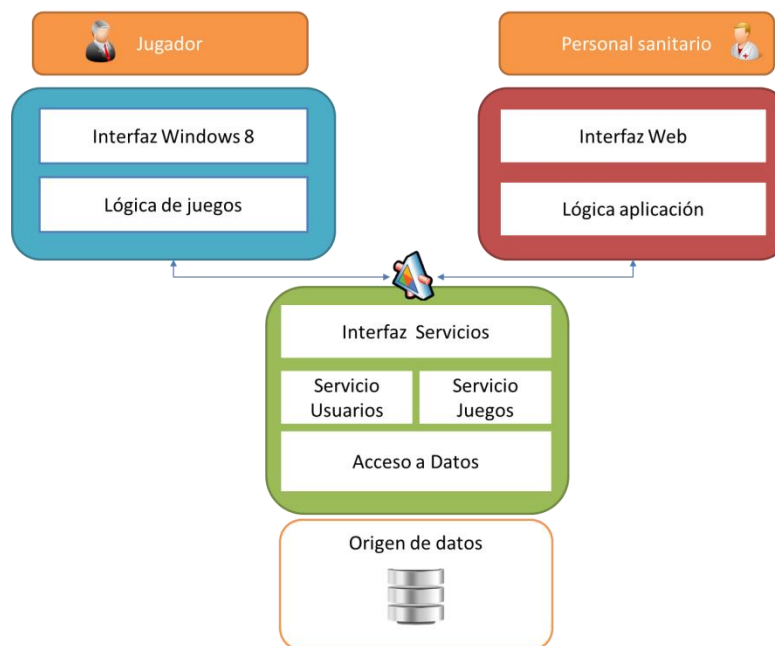 Jugador
Personal sanitario
Interfaz Windows 8
Lógica de juegos
Interfaz Web
Lógica aplicación
Interfaz Servicios
Servicio
Usuarios
Servicio
Juegos
Acceso a Datos
Origen de datos